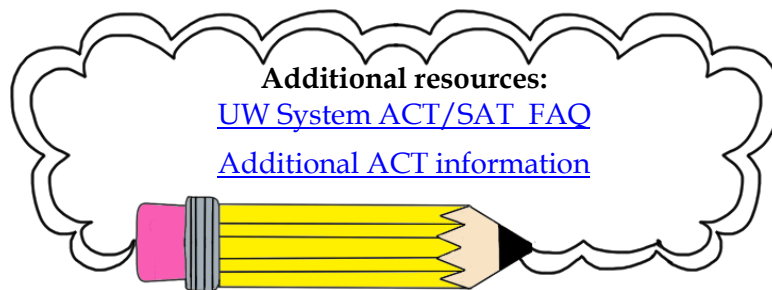 Additional resources:
UW System ACT/SAT FAQ
Additional ACT information